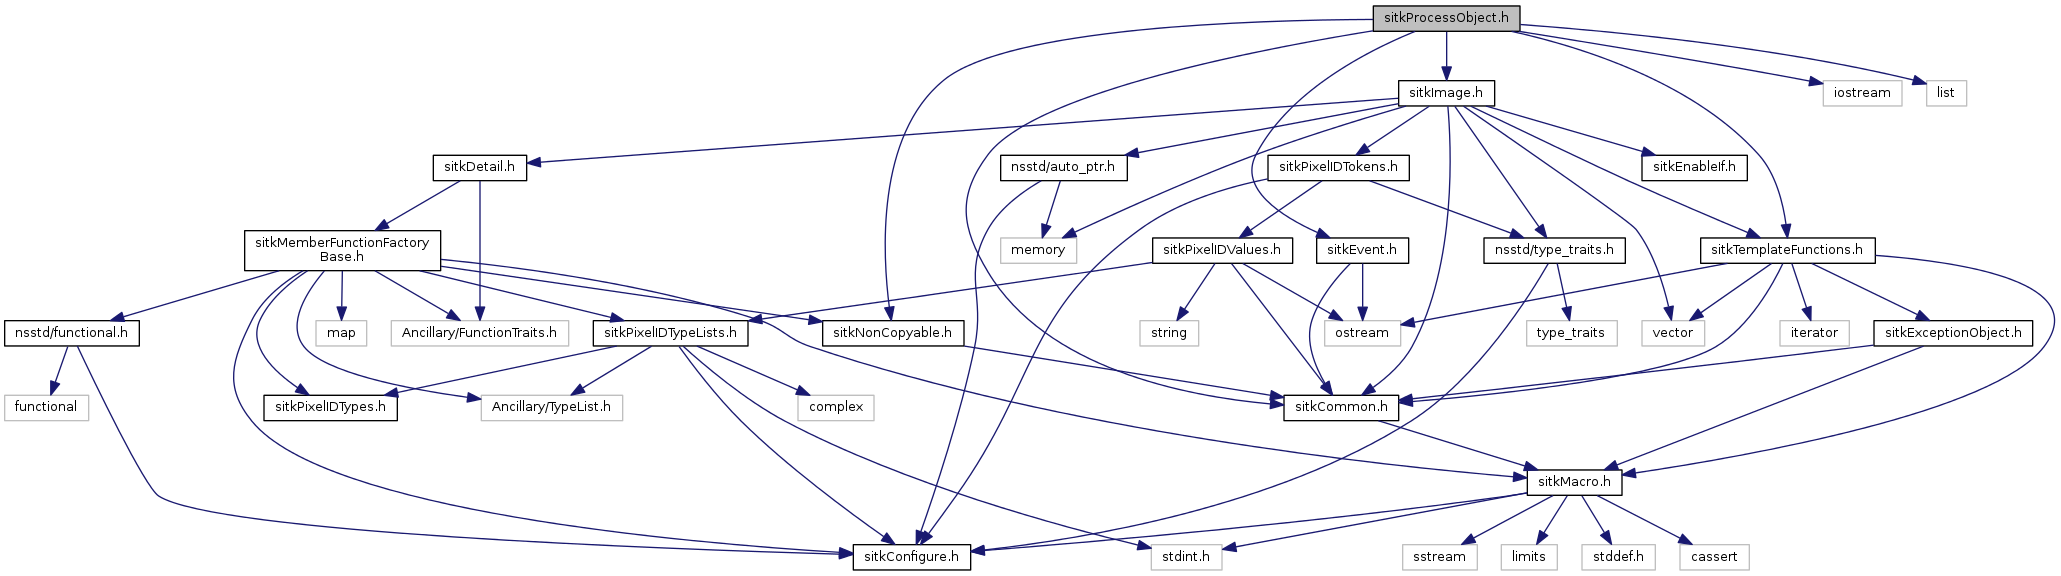 sitkProcessObject.h
sitkImage.h
iostream
list
sitkDetail.h
nsstd/auto_ptr.h
sitkPixelIDTokens.h
sitkEnableIf.h
sitkMemberFunctionFactory
Base.h
memory
sitkPixelIDValues.h
sitkEvent.h
nsstd/type_traits.h
sitkTemplateFunctions.h
nsstd/functional.h
map
Ancillary/FunctionTraits.h
sitkPixelIDTypeLists.h
sitkNonCopyable.h
string
ostream
type_traits
vector
iterator
sitkExceptionObject.h
functional
sitkPixelIDTypes.h
Ancillary/TypeList.h
complex
sitkCommon.h
sitkMacro.h
sitkConfigure.h
stdint.h
sstream
limits
stddef.h
cassert